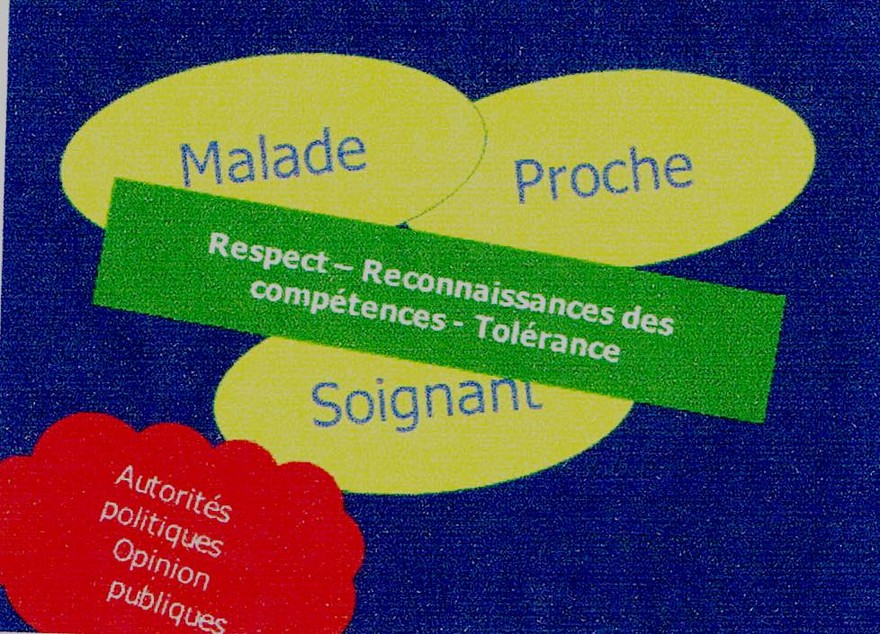 Malade
Proche
Respect – Reconnaissances des
compétences - Tolérance
Soignant
Autorités
politiques
Opinion
publiques